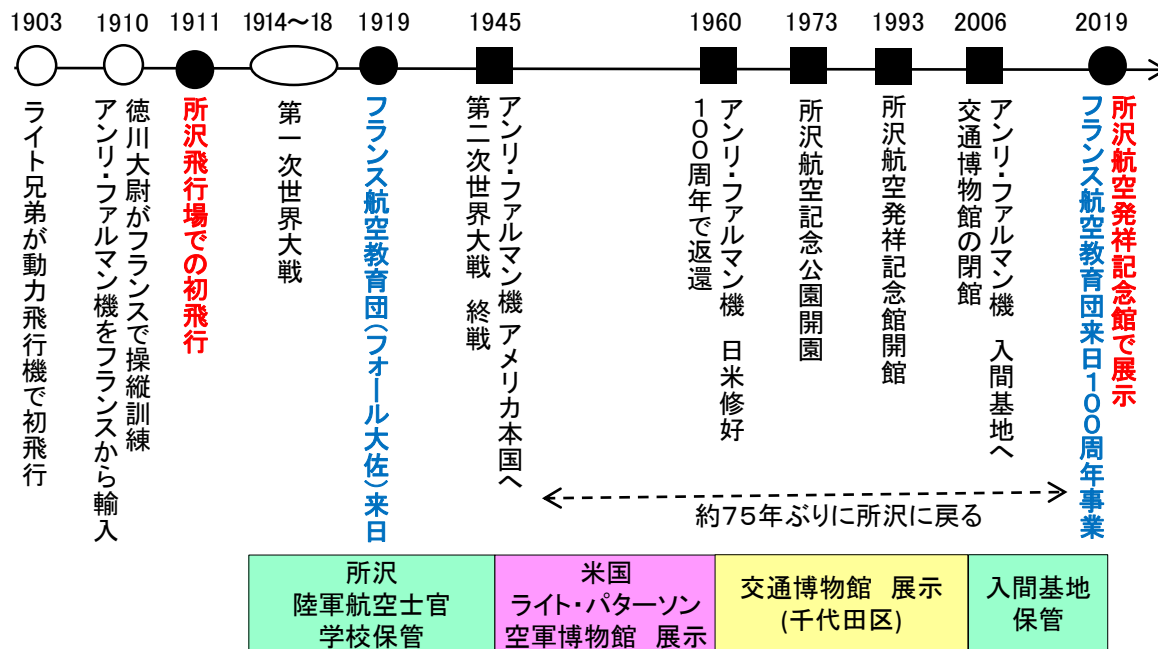 1903
1910
1911
1914～18
1919
1945
1960
1973
1993
2006
2019
ライト兄弟が動力飛行機で初飛行
徳川大尉がフランスで操縦訓練
アンリ・ファルマン機をフランスから輸入
所沢飛行場での初飛行
第一次世界大戦
フランス航空教育団（フォール大佐）来日
アンリ・ファルマン機 アメリカ本国へ
第二次世界大戦 終戦
アンリ・ファルマン機 日米修好
１００周年で返還
所沢航空記念公園開園
所沢航空発祥記念館開館
アンリ・ファルマン機 入間基地へ
交通博物館の閉館
所沢航空発祥記念館で展示
フランス航空教育団来日１００周年事業
約７５年ぶりに所沢に戻る
所沢
陸軍航空士官
学校保管
米国
ライト・パターソン
空軍博物館 展示
交通博物館 展示
(千代田区)
入間基地
保管